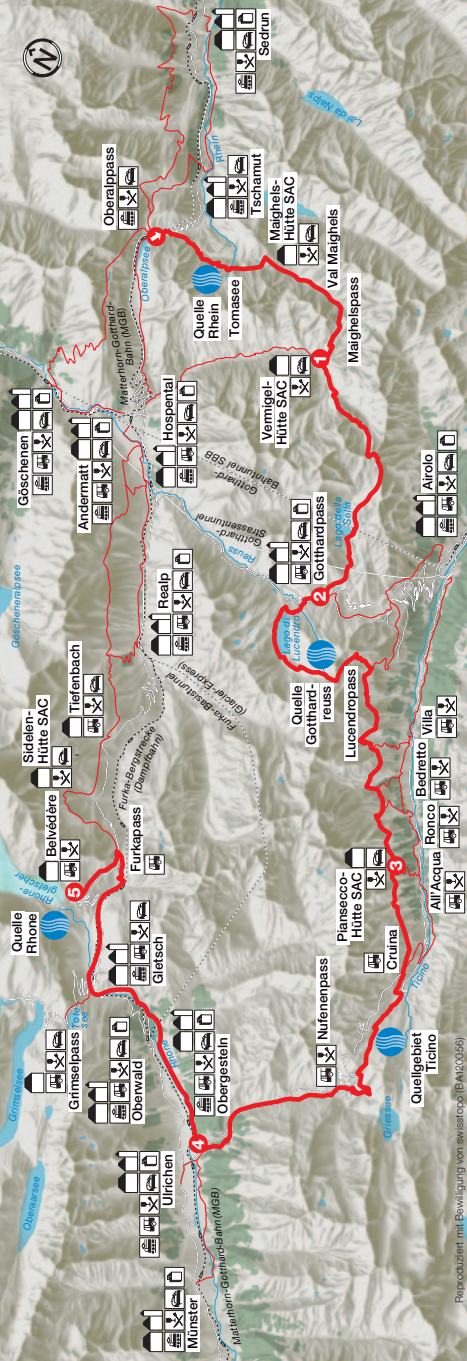 Oberaarsee
Grimselsee
Göscheneralpsee
N
Münster
Ulrichen
Oberwald
Grimselpass
Tote-
see
Quelle
Rhone
Rhone-
gletscher
5
Belvédère
Sidelen-
Hütte SAC
Tiefenbach
Göschenen
Andermatt
Oberalppass
Oberalpsee
Sedrun
Matterhorn-Gotthard-
Bahn (MGB)
Gletsch
Furkapass
Furka-Bergstrecke
(Dampfbahn)
Realp
Hospental
Rhone
4
Obergesteln
Furka-Basistunnel
(Glacier-Express)
Reuss
Gotthard-
Strassentunnel
Gotthard-
Bahntunnel SBB
Quelle
Rhein
Tomasee
Rhein
Tschamut
Matterhorn-Gotthard-Bahn (MGB)
Vermigel-
Hütte SAC
1
Maighels-
Hütte SAC
Val Maighels
Maighelspass
Lai da Nalps
Nufenenpass
Quelle
Gotthard-
reuss
Lago di
Lucendro
2
Gotthardpass
Lago della
Sella
Lucendropass
Piansecco-
Hütte SAC
3
Griessee
Quellgebiet
Ticino
Cruina
Ticino
All'Acqua
Ronco
Bedretto
Villa
Airolo
Reproduziert mit Bewilligung von swisstopo (BA120056)